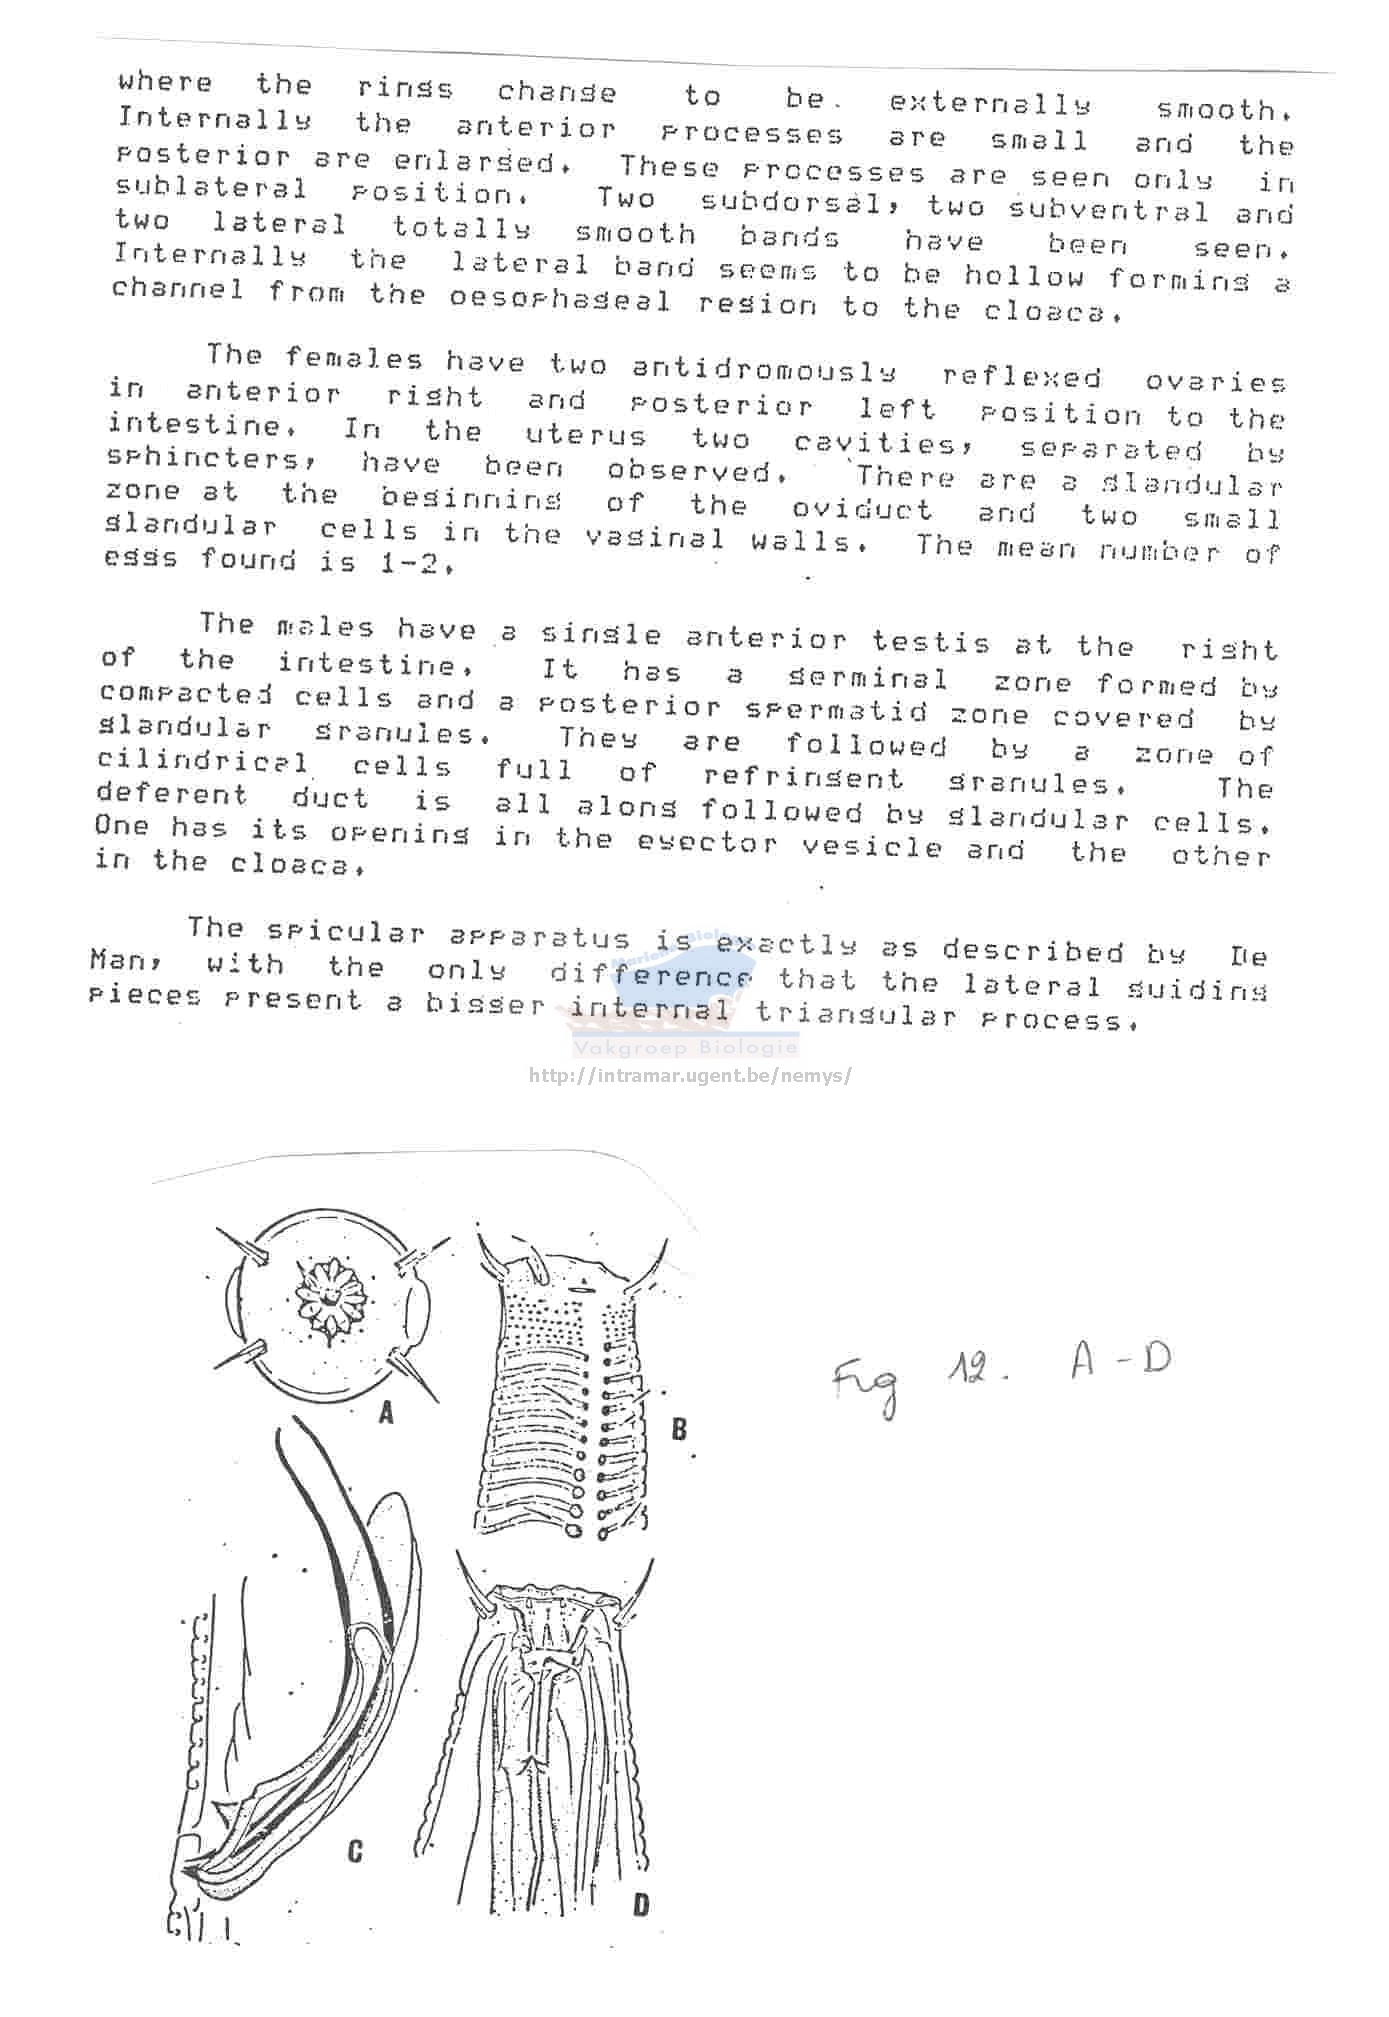 where the rings change to be. externally smooth.
Internally the anterior processes are small and the
posterior are enlarged. These processes are seen only in
sublateral position. Two subdorsal, two subventral and
two lateral totally smooth bands have been seen.
Internally the lateral band seems to be hollow forming a
channel from the oesophageal region to the cloaca.
The females have two antidromously reflexed ovaries
in anterior right and posterior left position to the
intestine. In the uterus two cavities, separated by
sphincters, have been observed. There are a glandular
zone at the beginning of the oviduct and two small
glandular cells in the vaginal walls. The mean number of
eggs found is 1-2.
The males have a single anterior testis at the right
of the intestine. It has a germinal zone formed by
compacted cells and a posterior spermatid zone covered by
glandular granules. They are followed by a zone of
cilindrical cells full of refringent granules. The
deferent duct is all along followed by glandular cells.
One has its opening in the eyector vesicle and the other
in the cloaca.
The spicular apparatus is exactly as described by De
Man, with the only difference that the lateral guiding
pieces present a bigger internal triangular process.
Mariene Biologie
Vakgroep Biologie
http://intramar.ugent.be/nemys/
Fig 12. A-D
A
B
C
D